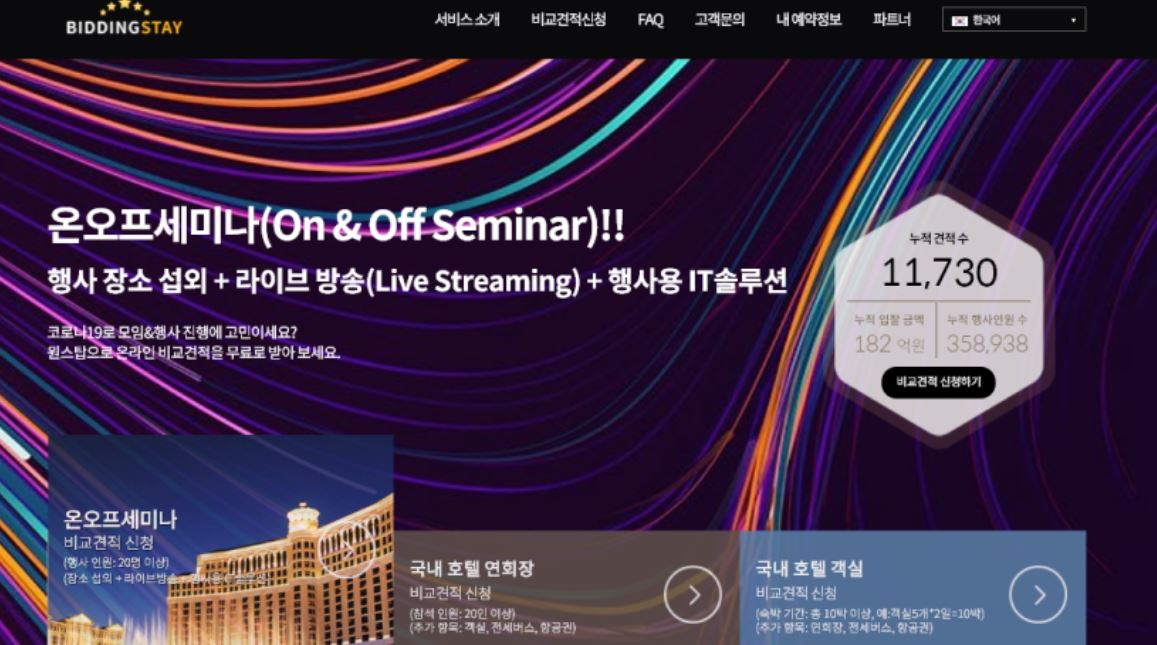 BIDDINGSTAY
서비스 소개 비교견적신청 FAQ 고객문의 내 예약정보 파트너 한국어
온오프세미나(On & Off Seminar)!!
행사 장소 섭외 + 라이브 방송(Live Streaming) + 행사용 IT솔루션
코로나19로 모임&행사 진행에 고민이세요?
원스탑으로 온라인 비교견적을 무료로 받아 보세요.
누적 견적 수
11,730
누적 입찰 금액 누적 행사인원 수
182 억원 358,938
비교견적 신청하기
온오프세미나
비교견적 신청
(행사 인원: 20명 이상)
(장소 섭외 + 라이브방송 + 행사용 IT솔루션)
국내 호텔 연회장
비교견적 신청
(참석 인원: 20인 이상)
(추가 항목: 객실, 전세버스, 항공권)
국내 호텔 객실
비교견적 신청
(숙박 기간: 총 10박 이상, 예:객실5개*2일=10박)
(추가 항목: 연회장, 전세버스, 항공권)